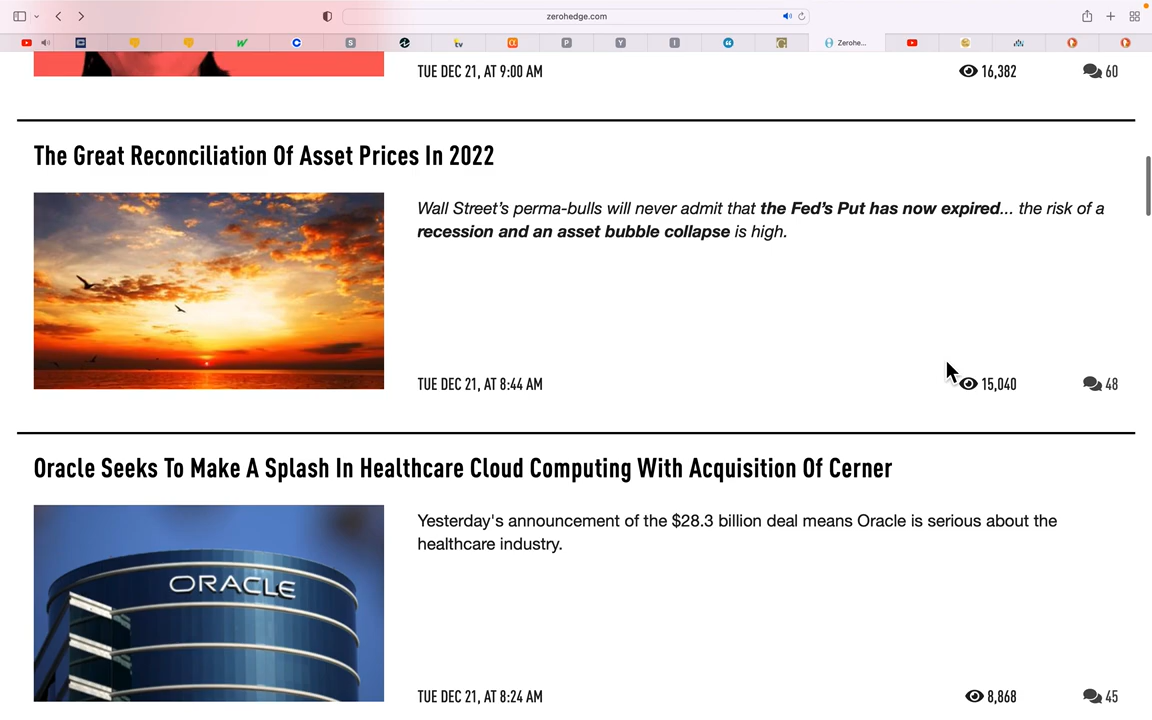 zerohedge.com
Zerohe...
TUE DEC 21, AT 9:00 AM
16,382
60
The Great Reconciliation Of Asset Prices In 2022
Wall Street’s perma-bulls will never admit that the Fed’s Put has now expired... the risk of a
recession and an asset bubble collapse is high.
TUE DEC 21, AT 8:44 AM
15,040
48
Oracle Seeks To Make A Splash In Healthcare Cloud Computing With Acquisition Of Cerner
Yesterday's announcement of the $28.3 billion deal means Oracle is serious about the
healthcare industry.
ORACLE
TUE DEC 21, AT 8:24 AM
8,868
45